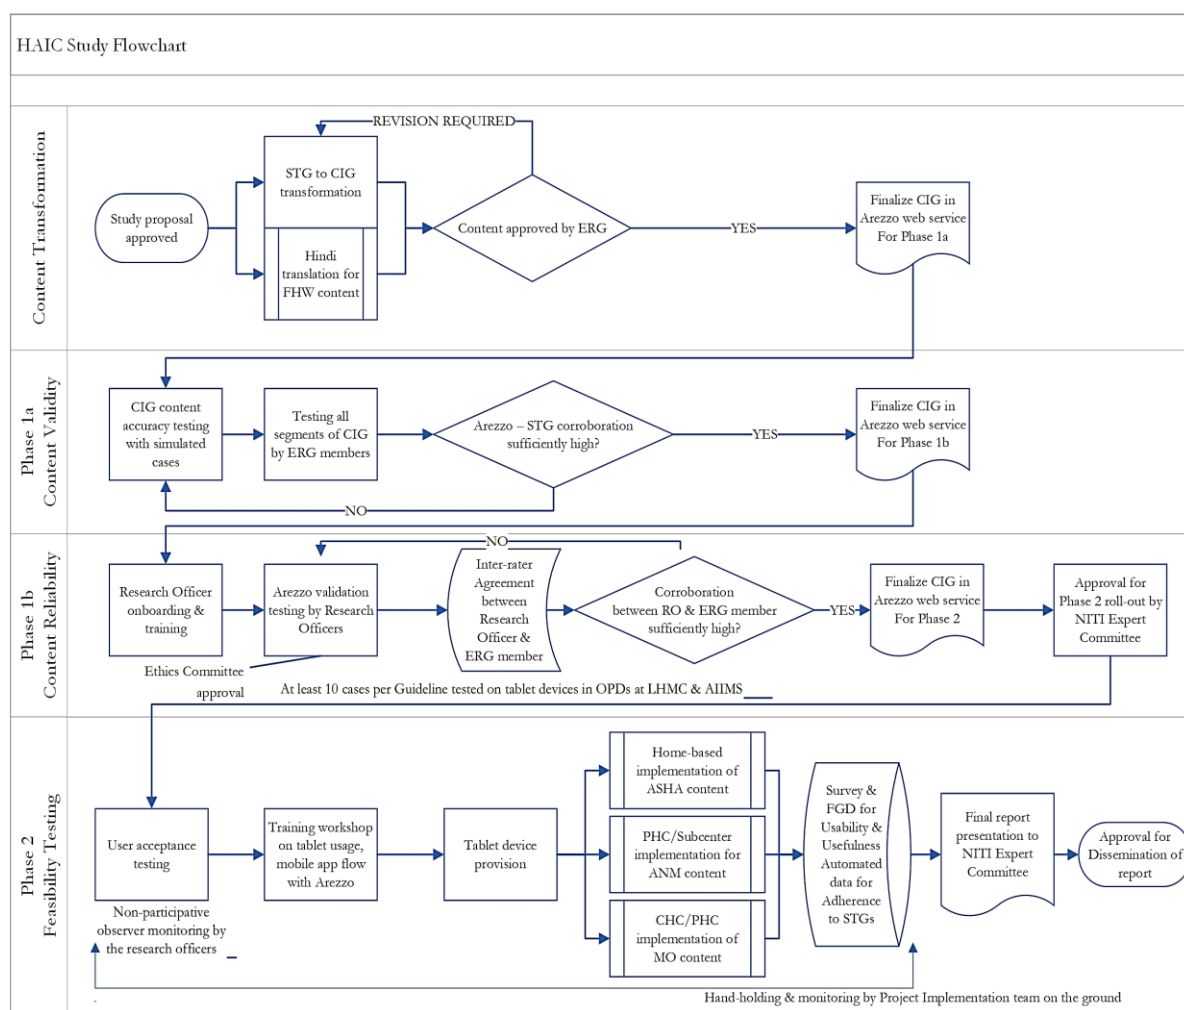 HAIC Study Flowchart
Content Transformation
REVISION REQUIRED
Study proposal
approved
STG to CIG
transformation
Hindi
translation for
FHW content
Content approved by ERG
YES
Finalize CIG in
Arezzo web service
For Phase 1a
Phase 1a
Content Validity
CIG content
accuracy testing
with simulated
cases
Testing all
segments of CIG
by ERG members
Arezzo – STG corroboration
sufficiently high?
YES
Finalize CIG in
Arezzo web service
For Phase 1b
NO
Phase 1b
Content Reliability
NO
Research Officer
onboarding &
training
Arezzo validation
testing by Research
Officers
Inter-rater
Agreement
between
Research
Officer &
ERG member
Corroboration
between RO & ERG member
sufficiently high?
YES
Finalize CIG in
Arezzo web service
For Phase 2
Approval for
Phase 2 roll-out by
NITI Expert
Committee
Ethics Committee
approval
At least 10 cases per Guideline tested on tablet devices in OPDs at LHMC & AIIMS
Phase 2
Feasibility Testing
User acceptance
testing
Training workshop
on tablet usage,
mobile app flow
with Arezzo
Tablet device
provision
Home-based
implementation of
ASHA content
PHC/Subcenter
implementation for
ANM content
CHC/PHC
implementation of
MO content
Survey &
FGD for
Usability &
Usefulness
Automated
data for
Adherence
to STGs
Final report
presentation to
NITI Expert
Committee
Approval for
Dissemination of
report
Non-participative
observer monitoring by
the research officers
Hand-holding & monitoring by Project Implementation team on the ground